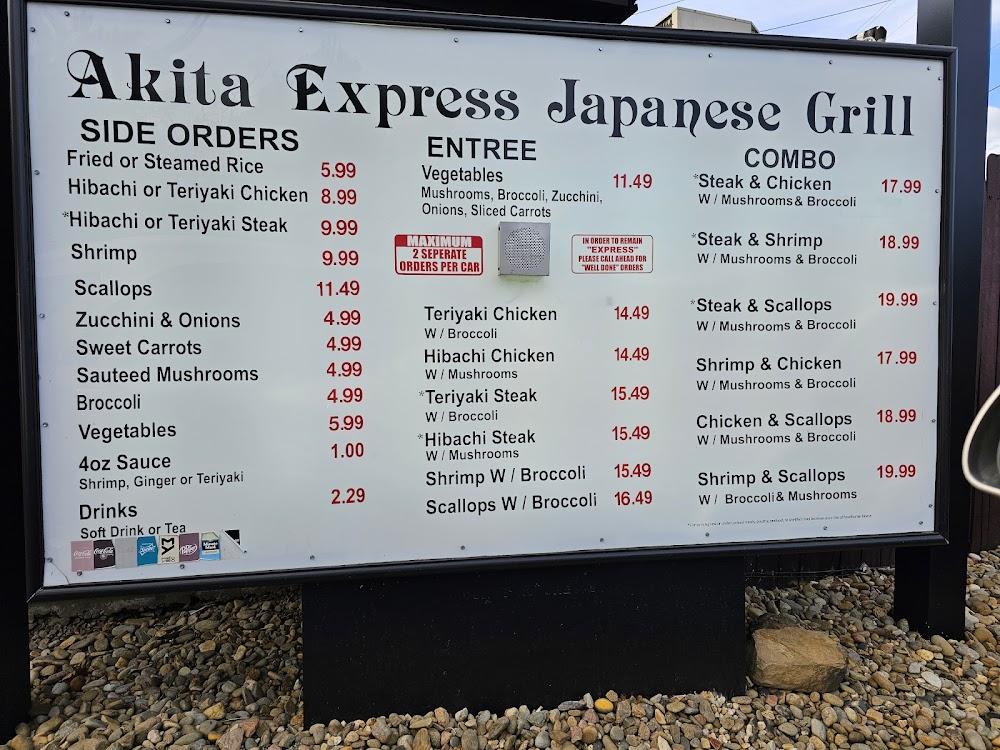 Akita Express Japanese Grill
SIDE ORDERS
Fried or Steamed Rice 5.99
Hibachi or Teriyaki Chicken 8.99
*Hibachi or Teriyaki Steak 9.99
Shrimp 9.99
Scallops 11.49
Zucchini & Onions 4.99
Sweet Carrots 4.99
Sauteed Mushrooms 4.99
Broccoli 4.99
Vegetables 5.99
4oz Sauce 1.00
Shrimp, Ginger or Teriyaki
Drinks 2.29
Soft Drink or Tea
ENTREE
Vegetables 11.49
Mushrooms, Broccoli, Zucchini,
Onions, Sliced Carrots
MAXIMUM
2 SEPERATE
ORDERS PER CAR
IN ORDER TO REMAIN
"EXPRESS"
PLEASE CALL AHEAD FOR
"WELL DONE" ORDERS
Teriyaki Chicken 14.49
W / Broccoli
Hibachi Chicken 14.49
W / Mushrooms
*Teriyaki Steak 15.49
W / Broccoli
*Hibachi Steak 15.49
W / Mushrooms
Shrimp W / Broccoli 15.49
Scallops W / Broccoli 16.49
COMBO
*Steak & Chicken 17.99
W / Mushrooms & Broccoli
*Steak & Shrimp 18.99
W / Mushrooms & Broccoli
*Steak & Scallops 19.99
W / Mushrooms & Broccoli
Shrimp & Chicken 17.99
W / Mushrooms & Broccoli
Chicken & Scallops 18.99
W / Mushrooms & Broccoli
Shrimp & Scallops 19.99
W / Broccoli & Mushrooms